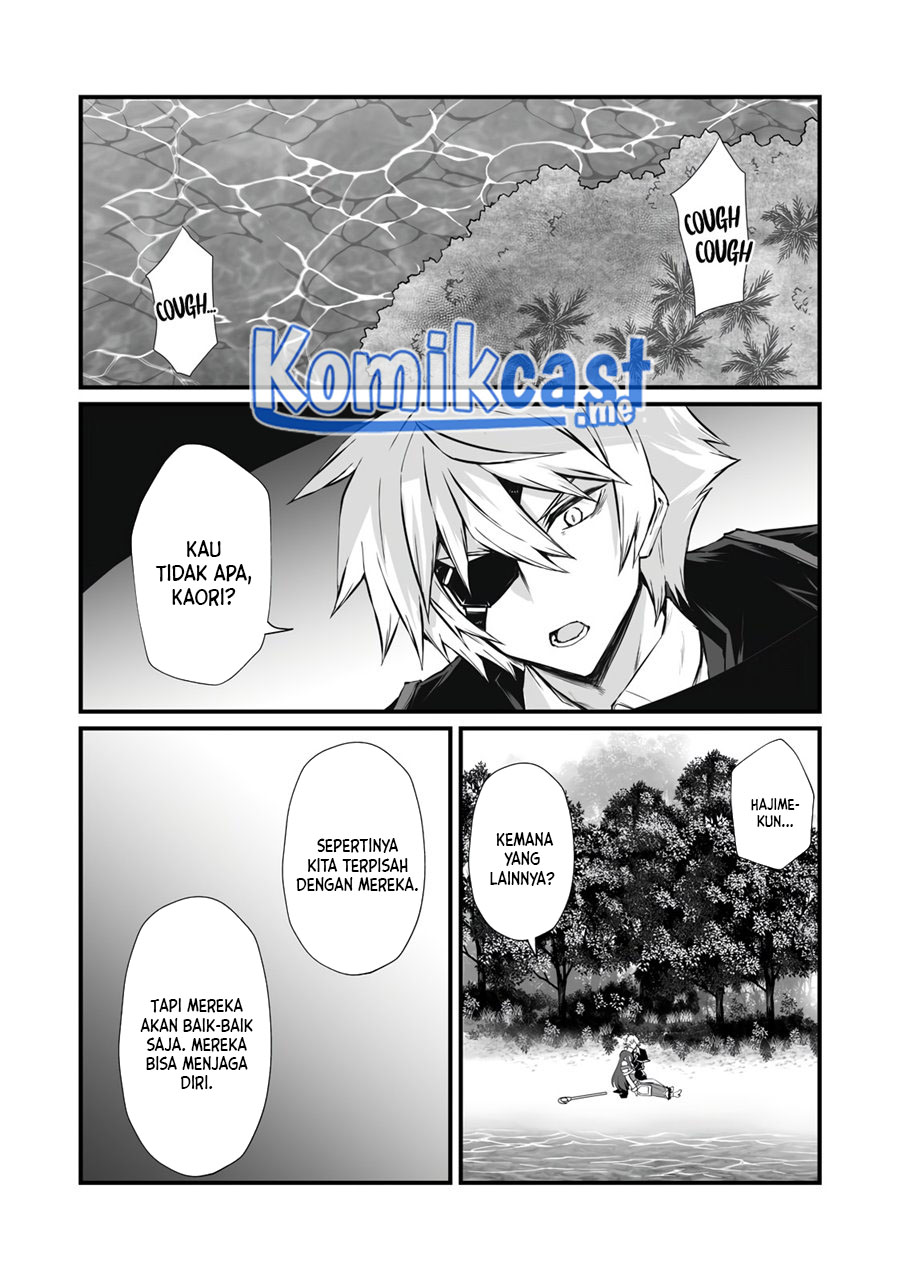 COUGH
COUGH
COUGH...
Komikcast
.me
KAU
TIDAK APA,
KAORI?
HAJIME-
KUN...
KEMANA
YANG
LAINNYA?
SEPERTINYA
KITA TERPISAH
DENGAN MEREKA.
TAPI MEREKA
AKAN BAIK-BAIK
SAJA. MEREKA
BISA MENJAGA
DIRI.